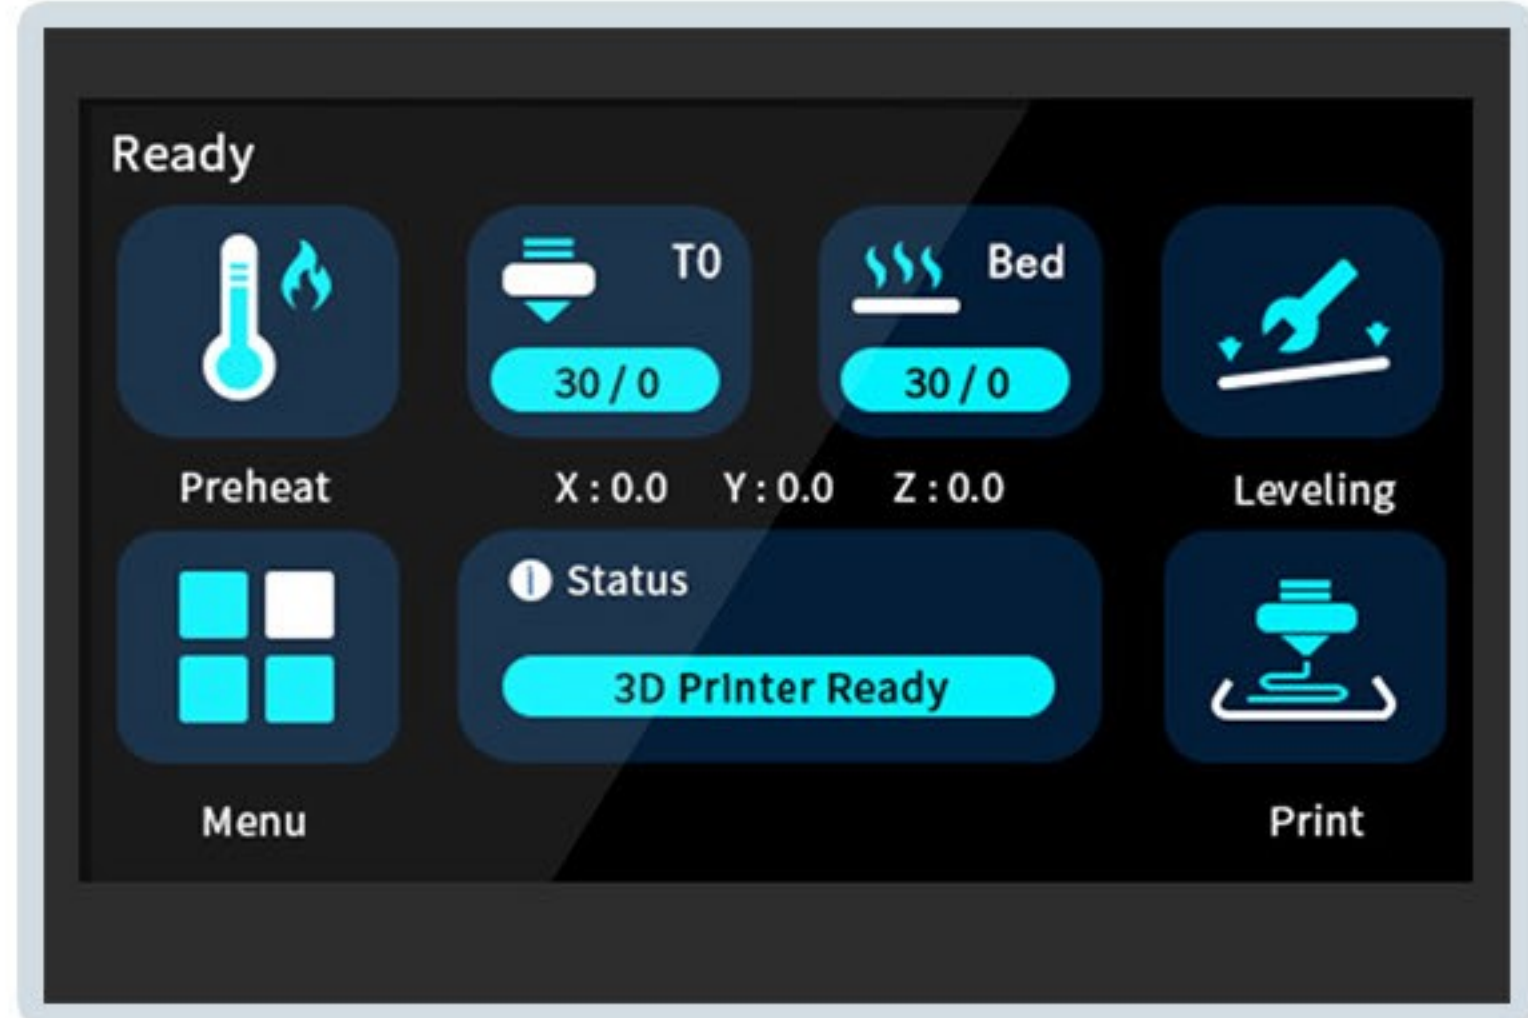 Ready
T0
Bed
30 / 0
30 / 0
Preheat
X : 0.0 Y : 0.0 Z : 0.0
Leveling
Status
3D Prlnter Ready
Menu
Print